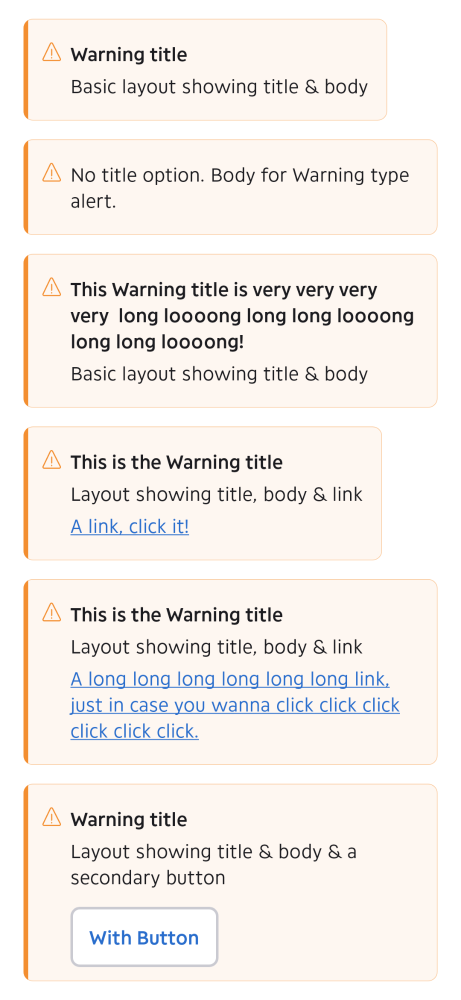 Warning title
Basic layout showing title & body
No title option. Body for Warning type
alert.
This Warning title is very very very
very  long loooong long long loooong
long long loooong!
Basic layout showing title & body
This is the Warning title
Layout showing title, body & link
A link, click it!
This is the Warning title
Layout showing title, body & link
A long long long long long long link,
just in case you wanna click click click
click click click.
Warning title
Layout showing title & body & a
secondary button
With Button